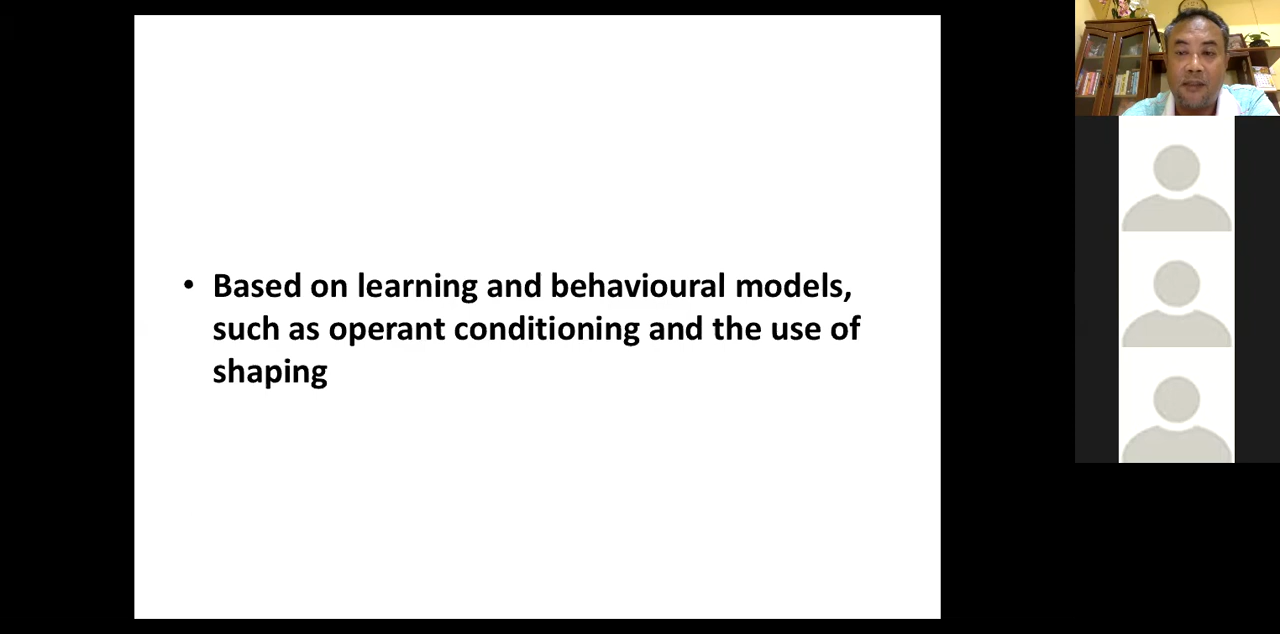 • Based on learning and behavioural models,
such as operant conditioning and the use of
shaping